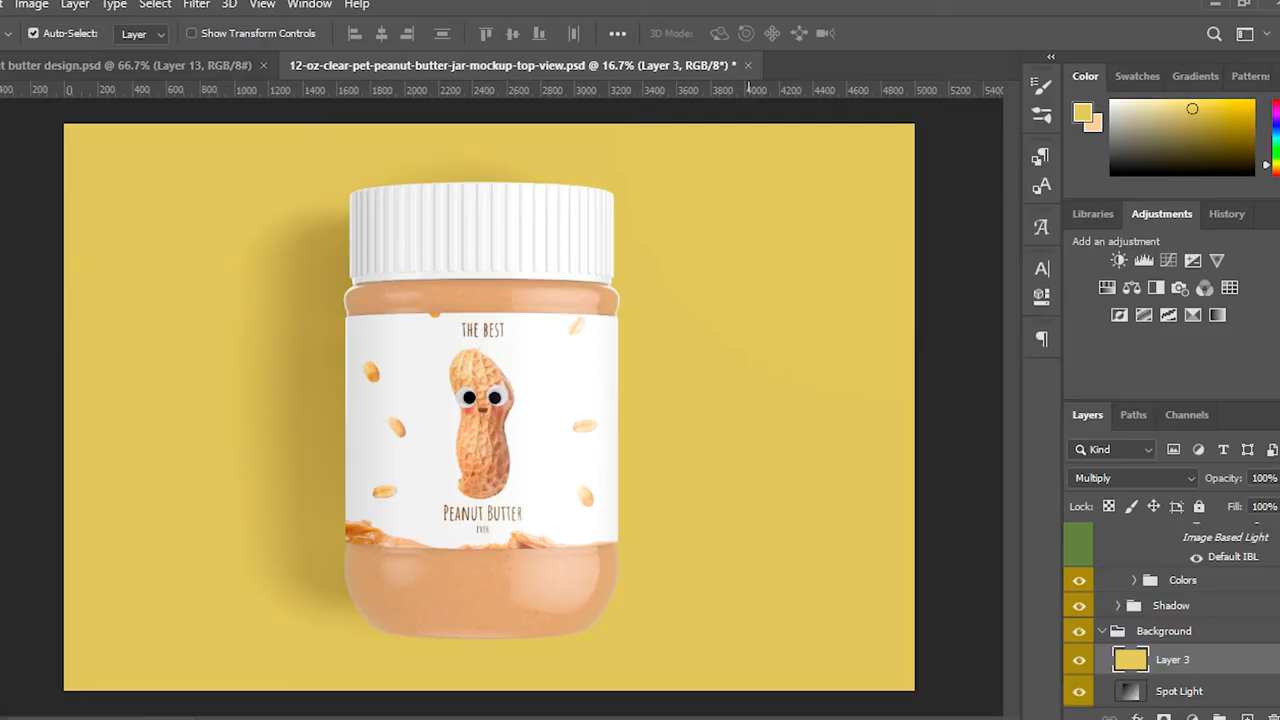 Image Layer Type Select Filter 3D View Window Help
Auto-Select: Layer Show Transform Controls 3D Mode:
t butter design.psd @ 66.7% (Layer 13, RGB/8#) × 12-oz-clear-pet-peanut-butter-jar-mockup-top-view.psd @ 16.7% (Layer 3, RGB/8*) * ×
400 200 0 200 400 600 800 1000 1200 1400 1600 1800 2000 2200 2400 2600 2800 3000 3200 3400 3600 3800 4000 4200 4400 4600 4800 5000 5200 540
Color Swatches Gradients Patterns
Libraries Adjustments History
Add an adjustment
THE BEST
PEANUT BUTTER
EVER
Layers Paths Channels
Kind
Multiply Opacity: 100%
Lock: Fill: 100%
Image Based Light
Default IBL
Colors
Shadow
Background
Layer 3
Spot Light